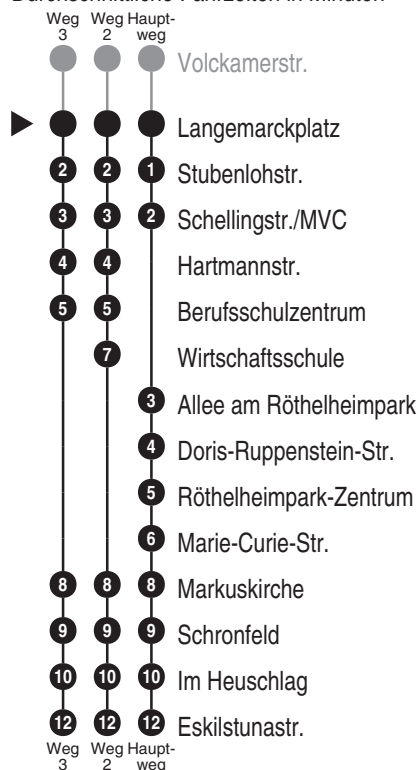 Durchschnittliche Fahrzeiten in Minuten
Weg Weg Haupt-
3 2 weg
Volckamerstr.
Langemarckplatz
2 2 1 Stubenlohstr.
3 3 2 Schellingstr./MVC
4 4 Hartmannstr.
5 5 Berufsschulzentrum
7 Wirtschaftsschule
3 Allee am Röthelheimpark
4 Doris-Ruppenstein-Str.
5 Röthelheimpark-Zentrum
6 Marie-Curie-Str.
8 8 8 Markuskirche
9 9 9 Schronfeld
10 10 10 Im Heuschlag
12 12 12 Eskilstunastr.
Weg Weg Haupt-
3 2 weg